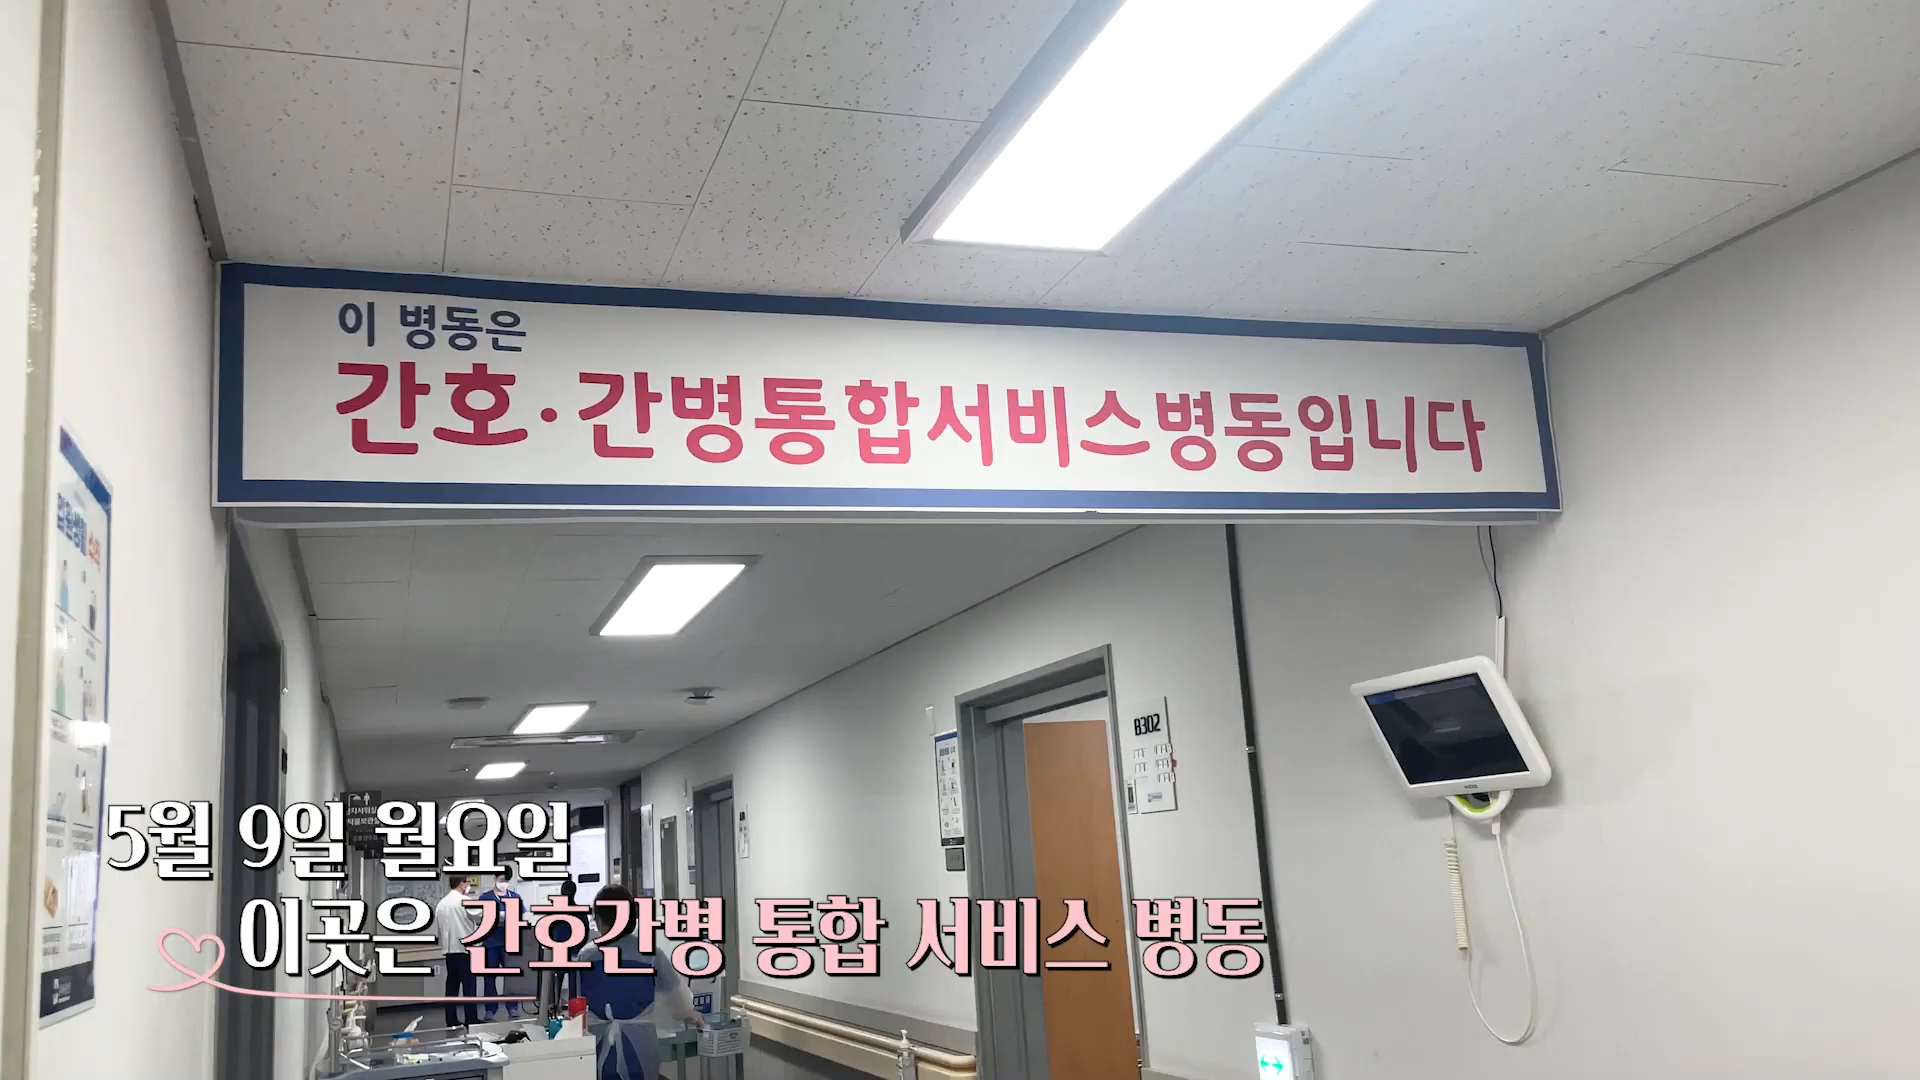 이 병동은
간호·간병통합서비스병동입니다
B302
5월 9일 월요일
이곳은 간호간병 통합 서비스 병동